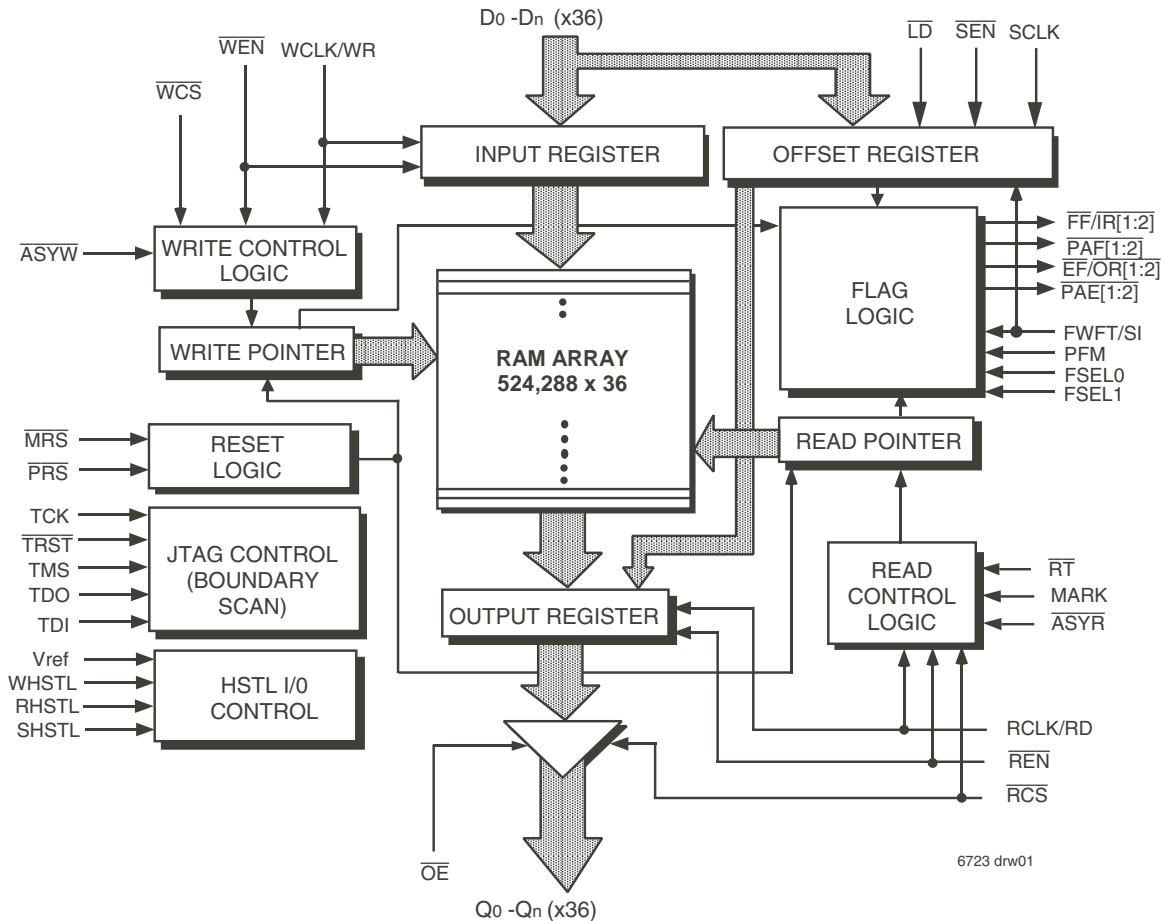 D0 -Dn (x36)
LD SEN SCLK
WEN WCLK/WR
WCS
INPUT REGISTER
OFFSET REGISTER
ASYW
WRITE CONTROL
LOGIC
FF/IR[1:2]
PAF[1:2]
EF/OR[1:2]
PAE[1:2]
FLAG
LOGIC
WRITE POINTER
RAM ARRAY
524,288 x 36
FWFT/SI
PFM
FSEL0
FSEL1
MRS
PRS
RESET
LOGIC
READ POINTER
TCK
TRST
TMS
TDO
TDI
JTAG CONTROL
(BOUNDARY
SCAN)
READ
CONTROL
LOGIC
RT
MARK
ASYR
OUTPUT REGISTER
Vref
WHSTL
RHSTL
SHSTL
HSTL I/0
CONTROL
RCLK/RD
REN
RCS
OE
6723 drw01
Q0 -Qn (x36)